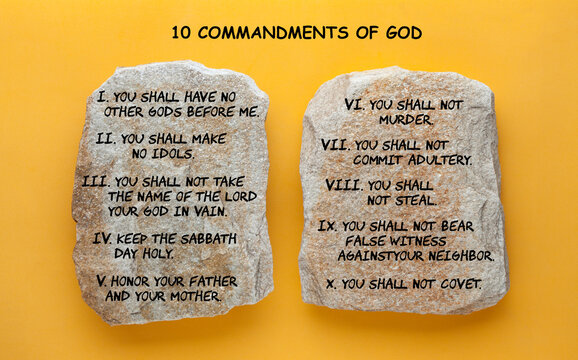 10 COMMANDMENTS OF GOD
I. YOU SHALL HAVE NO
OTHER GODS BEFORE ME.
II. YOU SHALL MAKE
NO IDOLS.
III. YOU SHALL NOT TAKE
THE NAME OF THE LORD
YOUR GOD IN VAIN.
IV. KEEP THE SABBATH
DAY HOLY.
V. HONOR YOUR FATHER
AND YOUR MOTHER.
VI. YOU SHALL NOT
MURDER.
VII. YOU SHALL NOT
COMMIT ADULTERY.
VIII. YOU SHALL
NOT STEAL.
IX. YOU SHALL NOT BEAR
FALSE WITNESS
AGAINSTYOUR NEIGHBOR.
X. YOU SHALL NOT COVET.